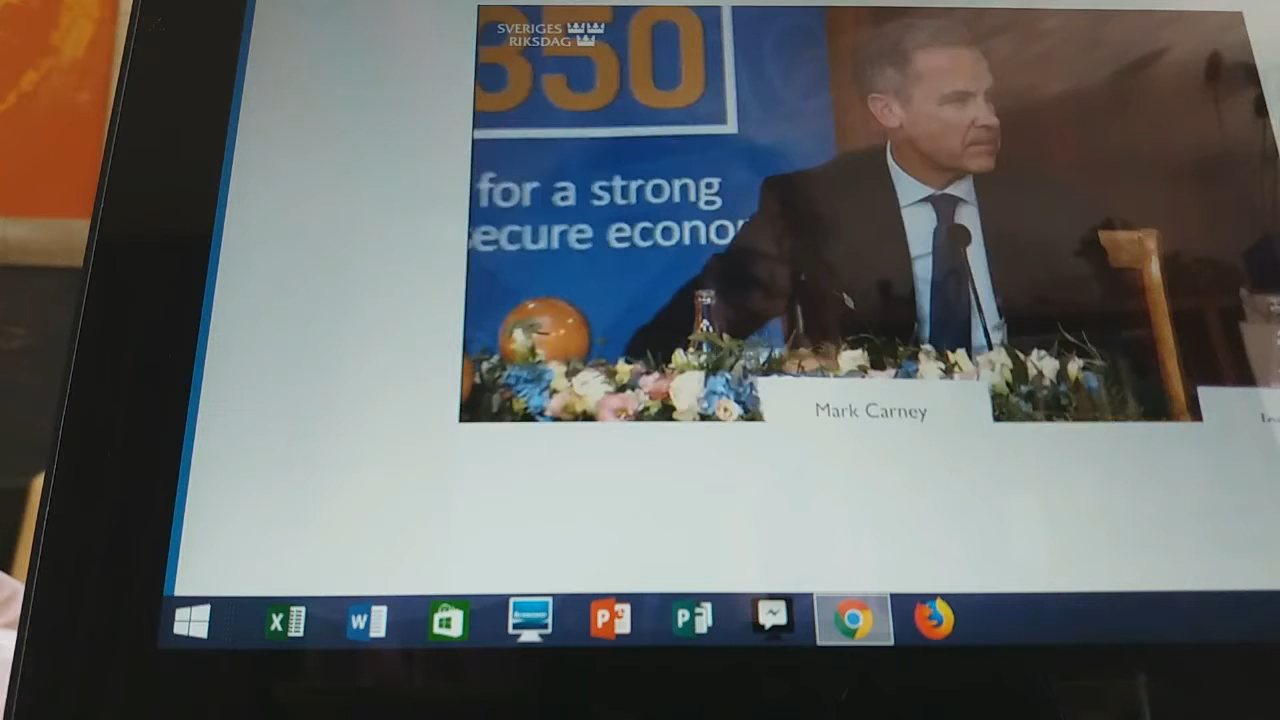 SVERIGES
RIKSDAG
350
for a strong
ecure econo
Mark Carney
X
W
P
P